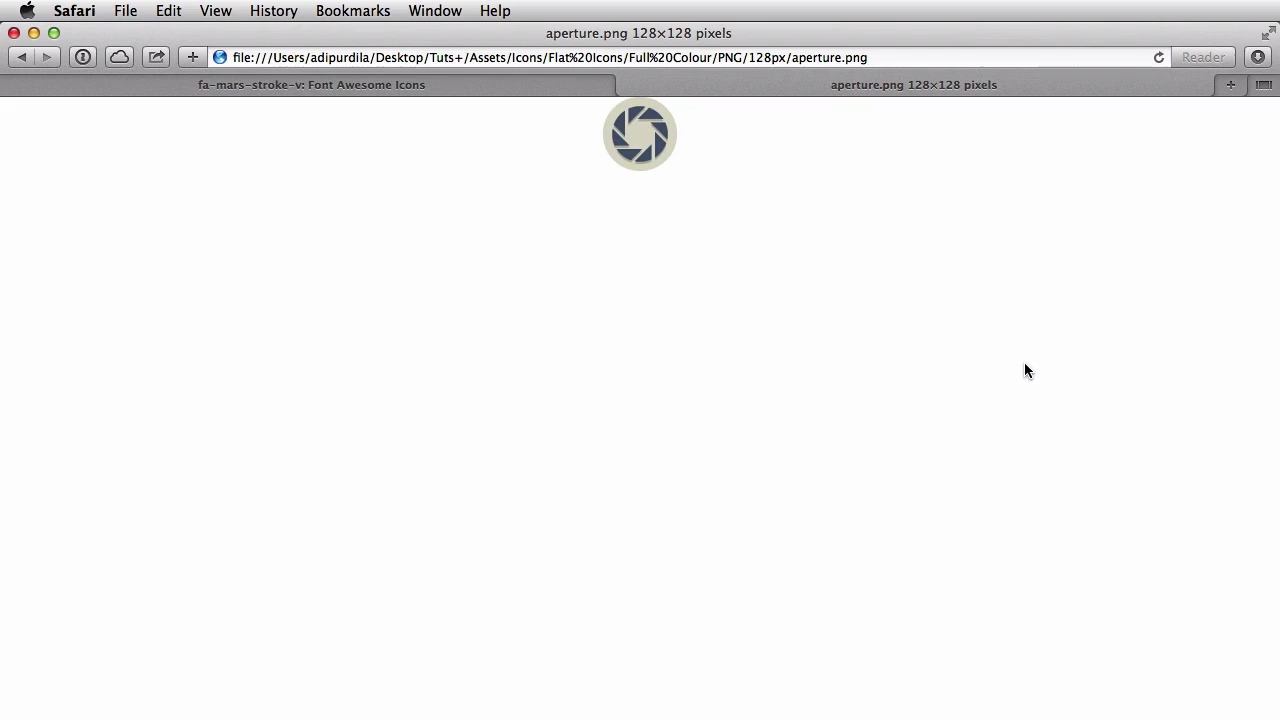 Safari File Edit View History Bookmarks Window Help
aperture.png 128×128 pixels
file:///Users/adipurdila/Desktop/Tuts+/Assets/Icons/Flat%20Icons/Full%20Colour/PNG/128px/aperture.png Reader
fa-mars-stroke-v: Font Awesome Icons aperture.png 128×128 pixels